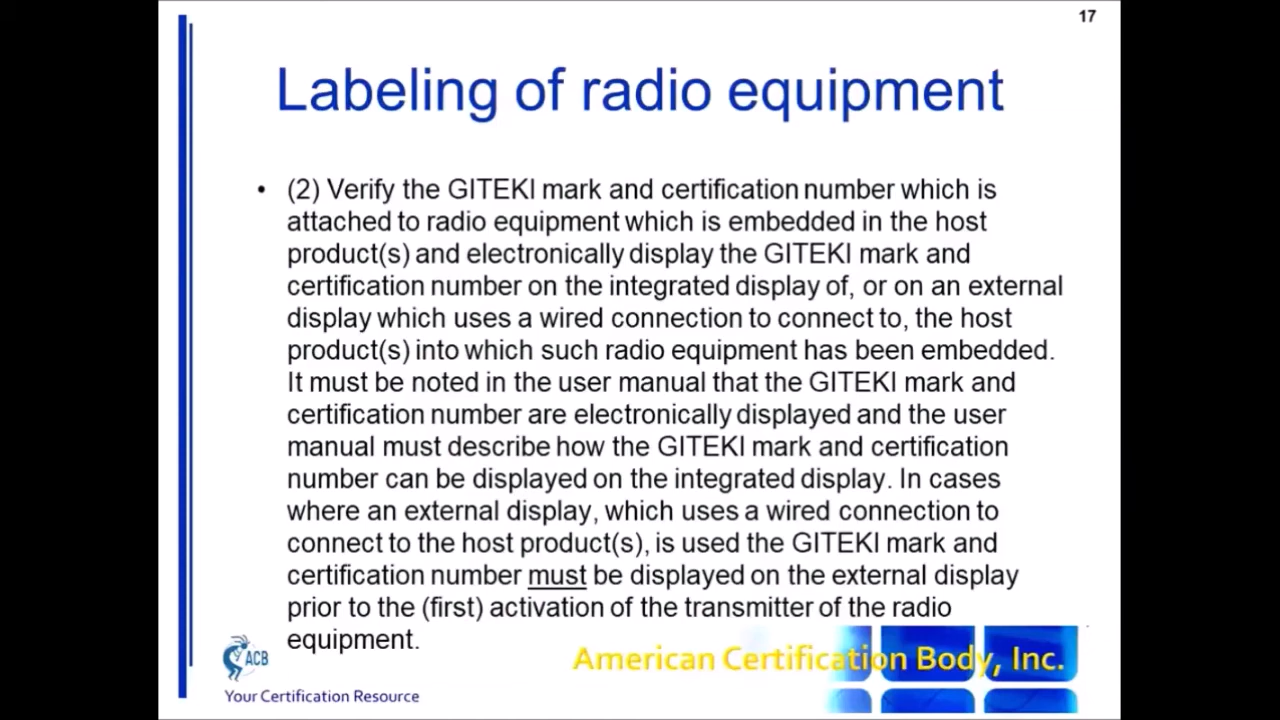 17
Labeling of radio equipment
• (2) Verify the GITEKI mark and certification number which is
attached to radio equipment which is embedded in the host
product(s) and electronically display the GITEKI mark and
certification number on the integrated display of, or on an external
display which uses a wired connection to connect to, the host
product(s) into which such radio equipment has been embedded.
It must be noted in the user manual that the GITEKI mark and
certification number are electronically displayed and the user
manual must describe how the GITEKI mark and certification
number can be displayed on the integrated display. In cases
where an external display, which uses a wired connection to
connect to the host product(s), is used the GITEKI mark and
certification number must be displayed on the external display
prior to the (first) activation of the transmitter of the radio
equipment.
ACB
American Certification Body, Inc.
Your Certification Resource